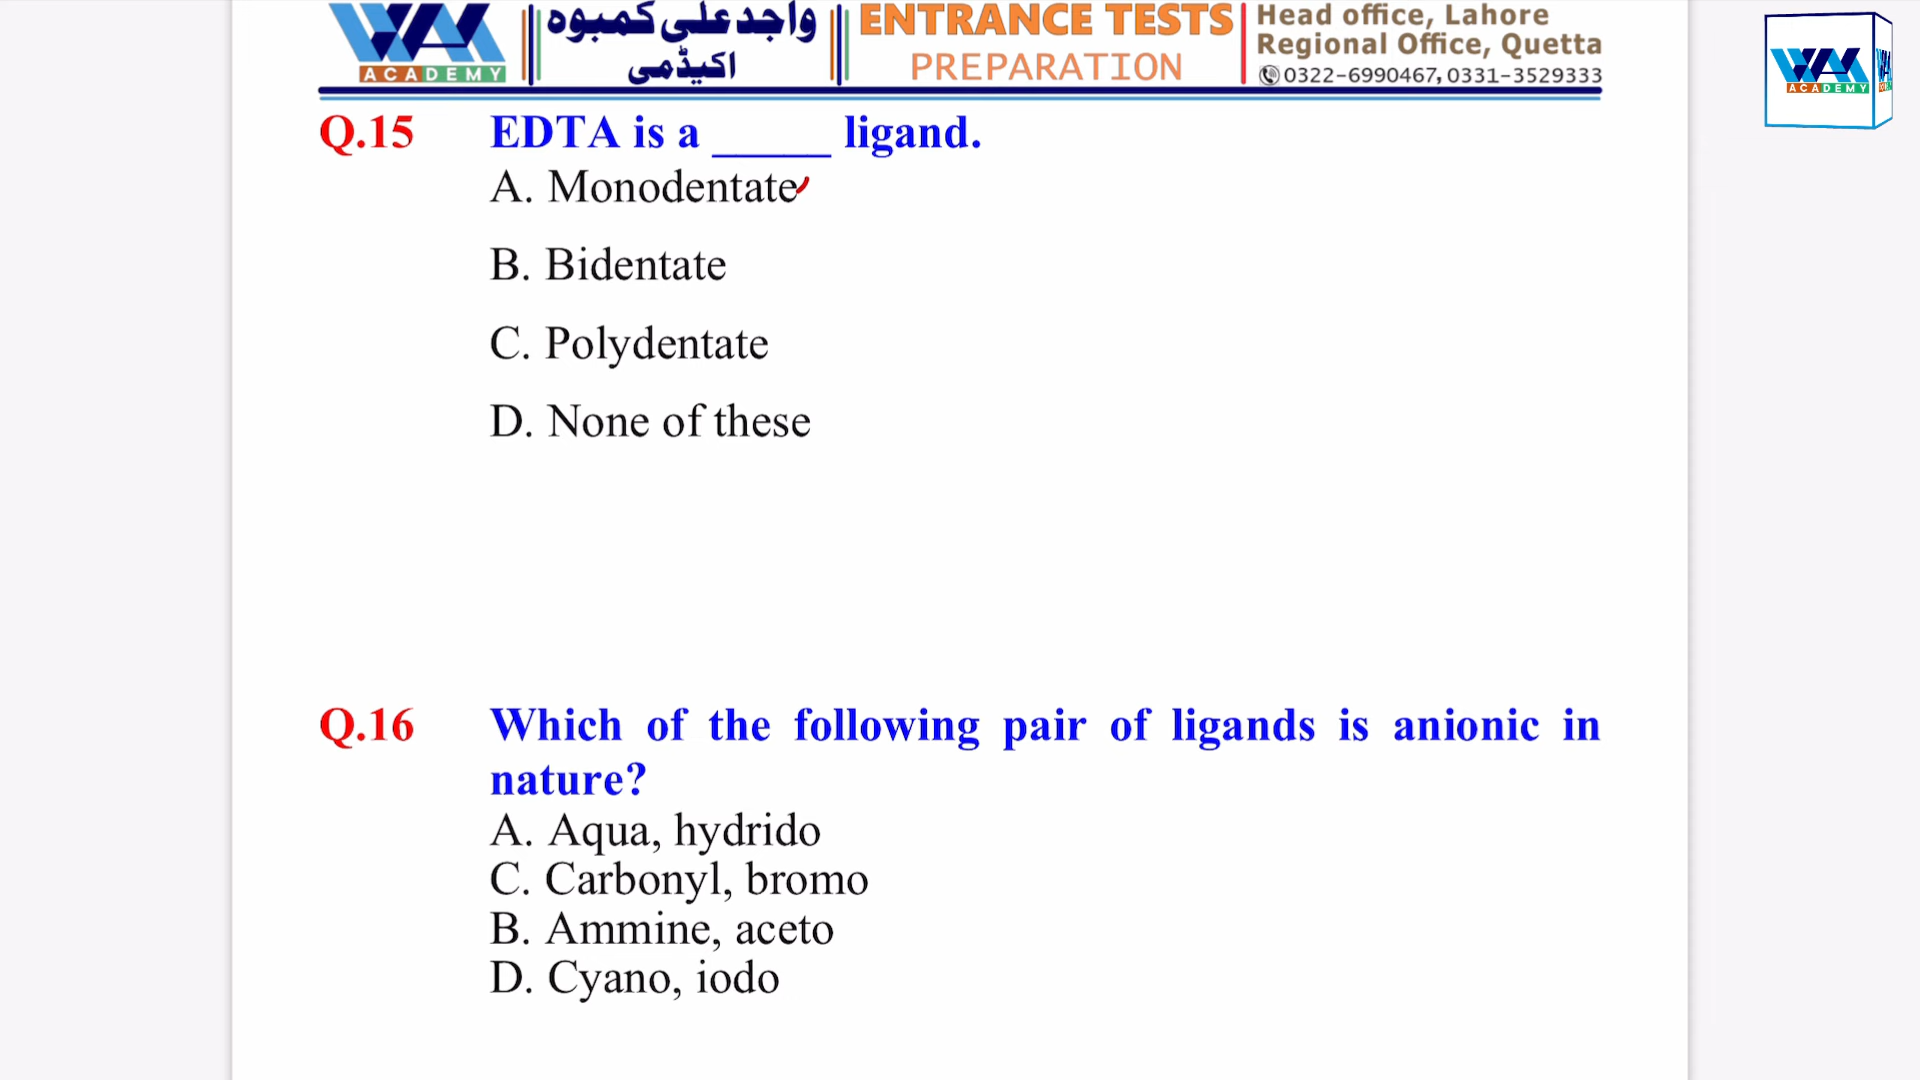 WAK
ACADEMY
واجد علی کمبوہ
اکیڈمی
ENTRANCE TESTS
PREPARATION
Head office, Lahore
Regional Office, Quetta
0322-6990467, 0331-3529333
WAK
ACADEMY
Q.15 EDTA is a _____ ligand.
A. Monodentate
B. Bidentate
C. Polydentate
D. None of these
Q.16 Which of the following pair of ligands is anionic in
nature?
A. Aqua, hydrido
C. Carbonyl, bromo
B. Ammine, aceto
D. Cyano, iodo